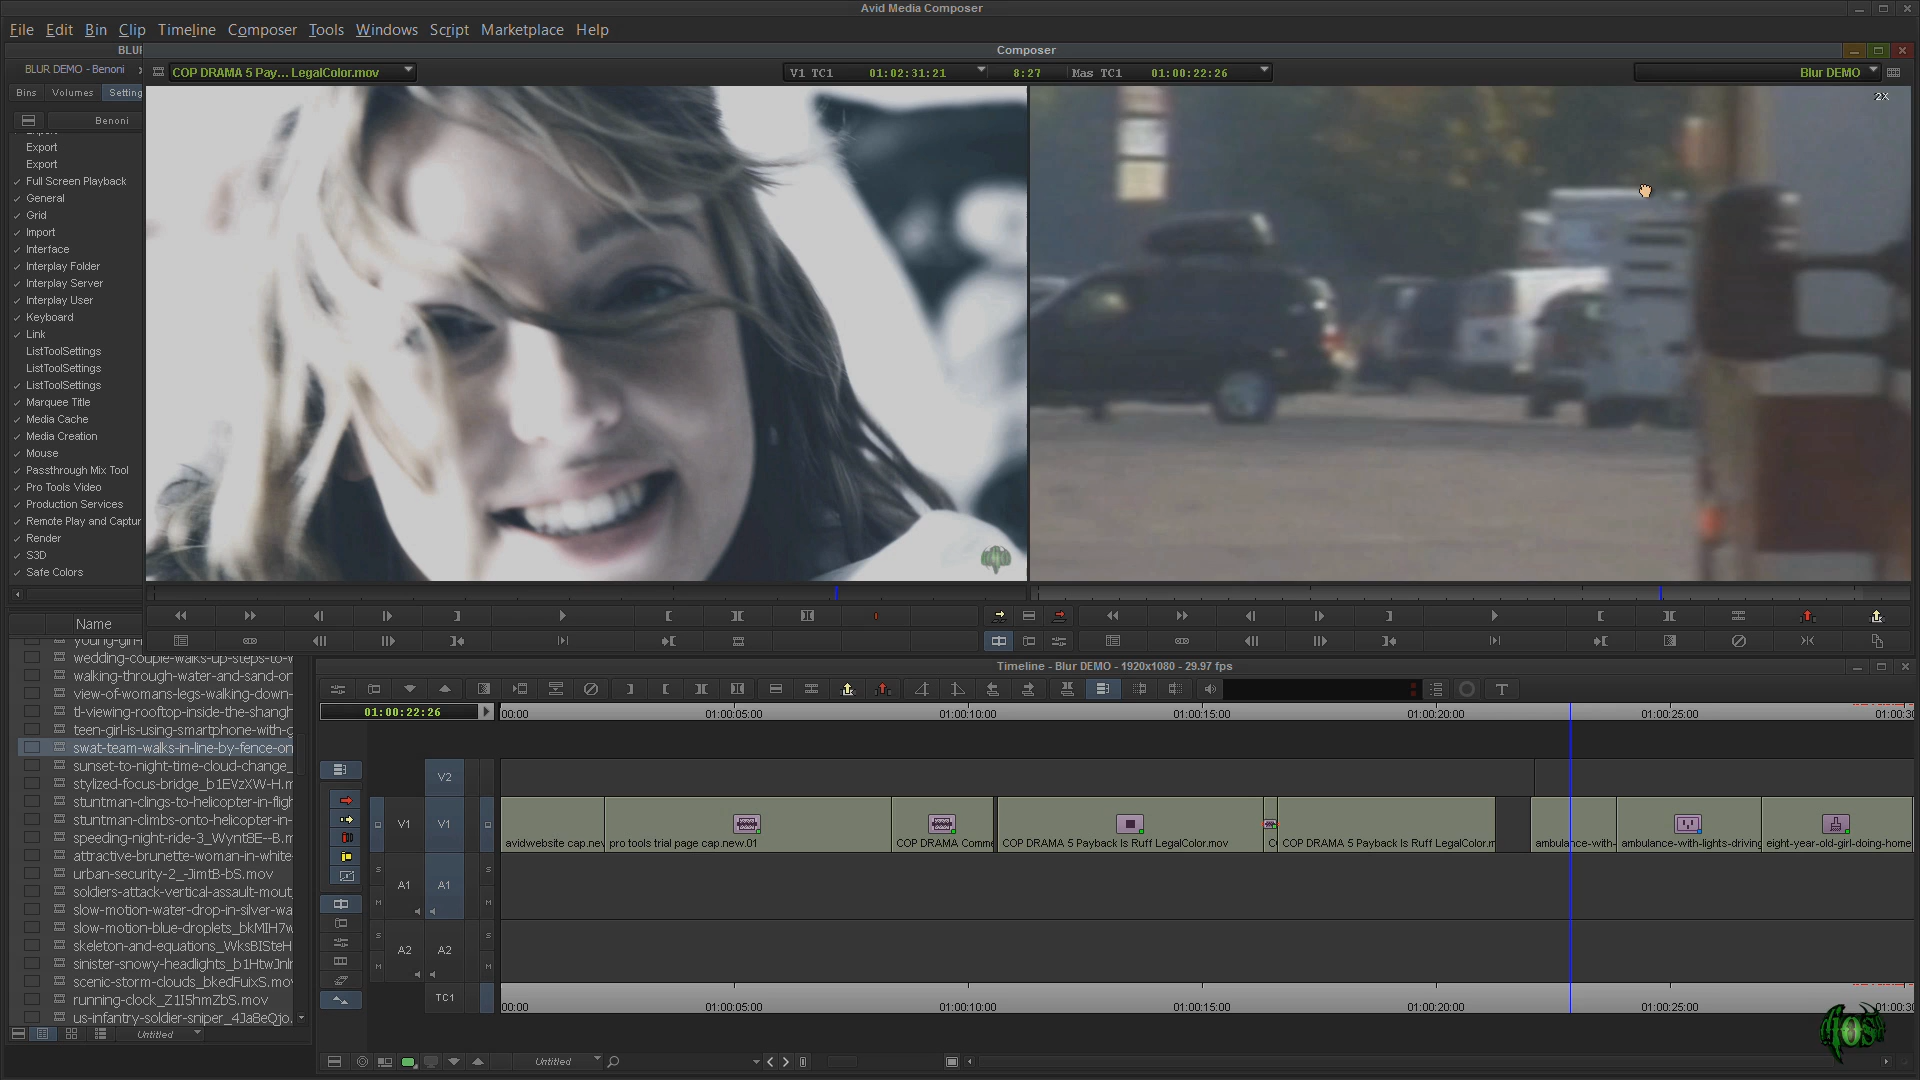 Avid Media Composer
File Edit Bin Clip Timeline Composer Tools Windows Script Marketplace Help
BLUR
Composer
BLUR DEMO - Benoni
COP DRAMA 5 Pay... LegalColor.mov
V1 TC1 01:02:31:21 8:27 Mas TC1 01:00:22:26
Blur DEMO
Bins Volumes Setting
2X
Benoni
Export
Export
Full Screen Playback
General
Grid
Import
Interface
Interplay Folder
Interplay Server
Interplay User
Keyboard
Link
ListToolSettings
ListToolSettings
ListToolSettings
Marquee Title
Media Cache
Media Creation
Mouse
Passthrough Mix Tool
Pro Tools Video
Production Services
Remote Play and Captur
Render
S3D
Safe Colors
Name
wedding-couple-walks-up-steps-to-w
walking-through-water-and-sand-on
view-of-womans-legs-walking-down-
tl-viewing-rooftop-inside-the-shangh
teen-girl-is-using-smartphone-with-
swat-team-walks-in-line-by-fence-on
sunset-to-night-time-cloud-change_
stylized-focus-bridge_b1EVzXW-H.m
stuntman-clings-to-helicopter-in-fligh
stuntman-climbs-onto-helicopter-in-
speeding-night-ride-3_Wynt8E--B.m
attractive-brunette-woman-in-white-
urban-security-2_-JimtB-bS.mov
soldiers-attack-vertical-assault-mout
slow-motion-water-drop-in-silver-wa
slow-motion-blue-droplets_bkMIH7w
skeleton-and-equations_WksBISteH
sinister-snowy-headlights_b1HtwJnlr
scenic-storm-clouds_bkedFuixS.mov
running-clock_Z1I5hmZbS.mov
us-infantry-soldier-sniper_4Ja8eQjo.
Untitled
Timeline - Blur DEMO - 1920x1080 - 29.97 fps
01:00:22:26
00:00 01:00:05:00 01:00:10:00 01:00:15:00 01:00:20:00 01:00:25:00 01:00:30
V2
V1 V1
avidwebsite cap.new pro tools trial page cap.new.01 COP DRAMA Comme COP DRAMA 5 Payback Is Ruff LegalColor.mov CO COP DRAMA 5 Payback Is Ruff LegalColor.m ambulance-with- ambulance-with-lights-driving eight-year-old-girl-doing-home
S S
A1 A1
M M
S S
A2 A2
M M
TC1
00:00 01:00:05:00 01:00:10:00 01:00:15:00 01:00:20:00 01:00:25:00 01:00:30
Untitled